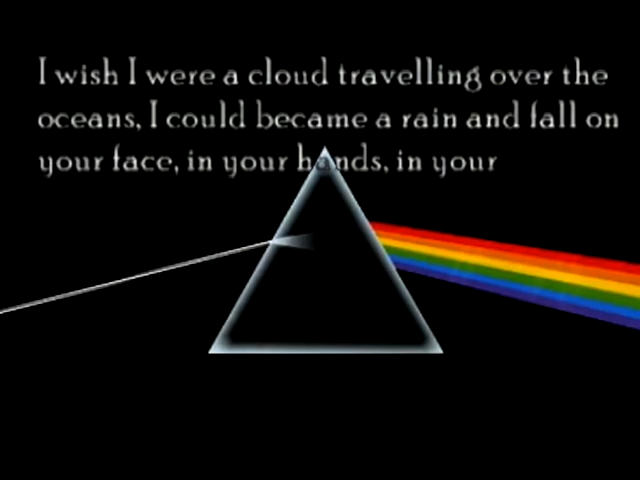 I wish I were a cloud travelling over the
oceans, I could became a rain and fall on
your face, in your hands, in your